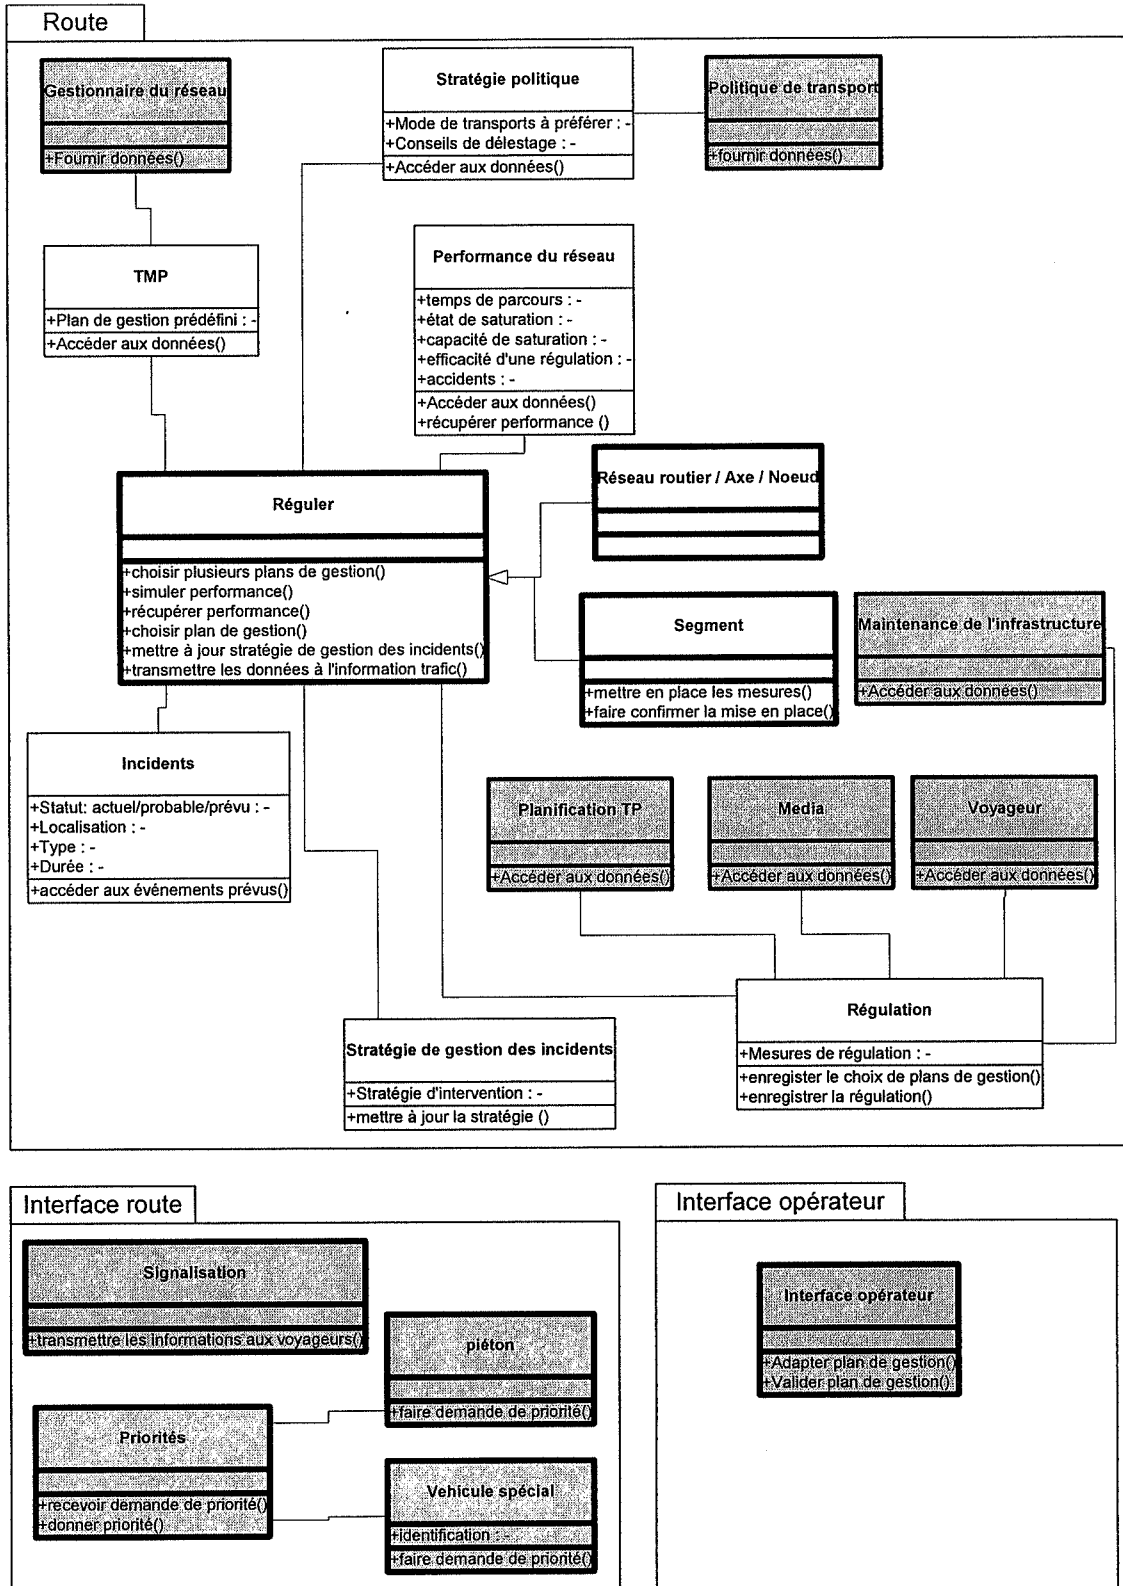 Route
Gestionnaire du réseau
+Fournir données()
Stratégie politique
+Mode de transports à préférer : -
+Conseils de délestage : -
+Accéder aux données()
Politique de transport
+fournir données()
TMP
+Plan de gestion prédéfini : -
+Accéder aux données()
Performance du réseau
+temps de parcours : -
+état de saturation : -
+capacité de saturation : -
+efficacité d'une régulation : -
+accidents : -
+Accéder aux données()
+récupérer performance ()
Réguler
+choisir plusieurs plans de gestion()
+simuler performance()
+récupérer performance()
+choisir plan de gestion()
+mettre à jour stratégie de gestion des incidents()
+transmettre les données à l'information trafic()
Réseau routier / Axe / Noeud
Segment
+mettre en place les mesures()
+faire confirmer la mise en place()
Maintenance de l'infrastructure
+Accéder aux données()
Incidents
+Statut: actuel/probable/prévu : -
+Localisation : -
+Type : -
+Durée : -
+accéder aux événements prévus()
Planification TP
+Accéder aux données()
Media
+Accéder aux données()
Voyageur
+Accéder aux données()
Stratégie de gestion des incidents
+Stratégie d'intervention : -
+mettre à jour la stratégie ()
Régulation
+Mesures de régulation : -
+enregister le choix de plans de gestion()
+enregistrer la régulation()
Interface route
Signalisation
+transmettre les informations aux voyageurs()
piéton
+faire demande de priorité()
Priorités
+recevoir demande de priorité()
+donner priorité()
Vehicule spécial
+identification : -
+faire demande de priorité()
Interface opérateur
Interface opérateur
+Adapter plan de gestion()
+Valider plan de gestion()